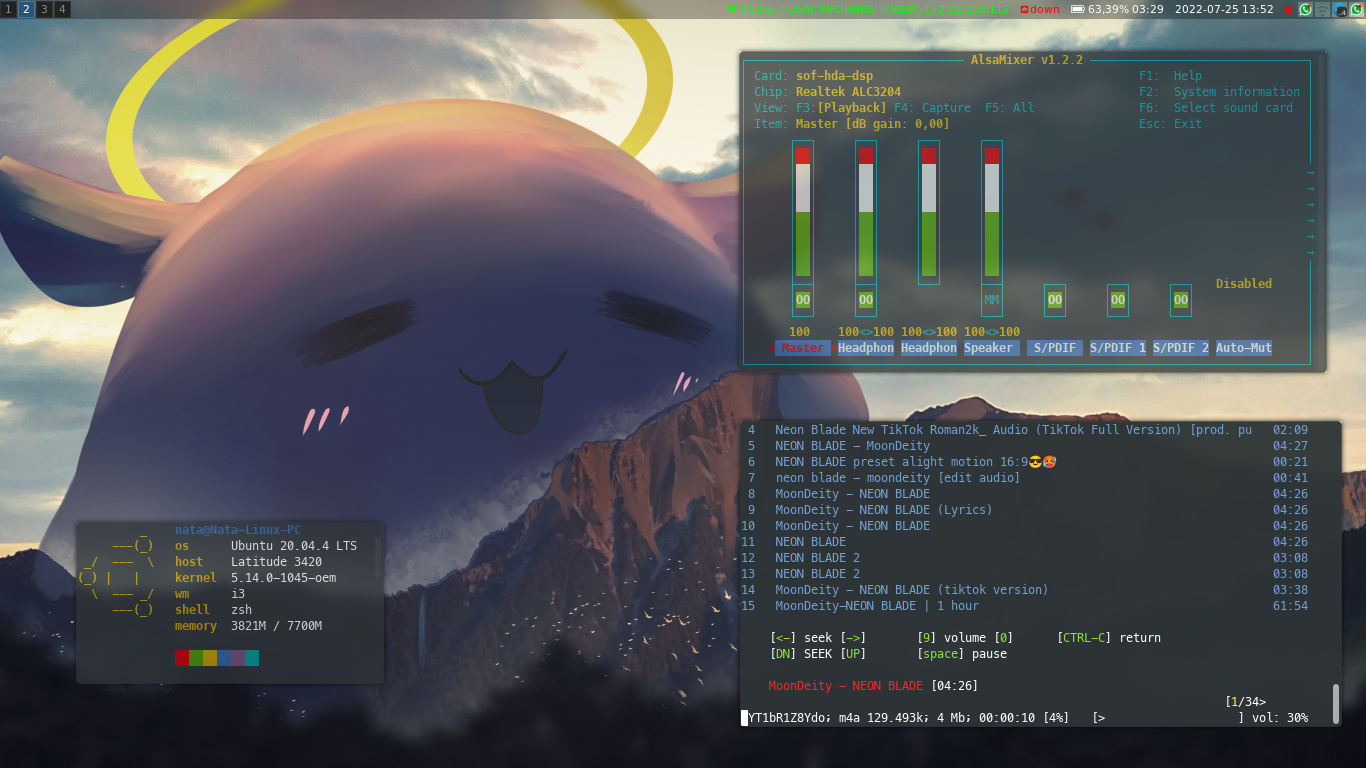 1 2 3 4
down 63,39% 03:29 2022-07-25 13:52
AlsaMixer v1.2.2
Card: sof-hda-dsp F1: Help
Chip: Realtek ALC3204 F2: System information
View: F3:[Playback] F4: Capture F5: All F6: Select sound card
Item: Master [dB gain: 0,00] Esc: Exit
Disabled
OO OO MM OO OO OO
100 100<>100 100<>100 100<>100
Master Headphon Headphon Speaker S/PDIF S/PDIF 1 S/PDIF 2 Auto-Mut
4 Neon Blade New TikTok Roman2k_ Audio (TikTok Full Version) [prod. pu 02:09
5 NEON BLADE - MoonDeity 04:27
6 NEON BLADE preset alight motion 16:9😎🥵 00:21
7 neon blade - moondeity [edit audio] 00:41
8 MoonDeity - NEON BLADE 04:26
9 MoonDeity - NEON BLADE (Lyrics) 04:26
10 MoonDeity - NEON BLADE 04:26
11 NEON BLADE 04:26
12 NEON BLADE 2 03:08
13 NEON BLADE 2 03:08
14 MoonDeity - NEON BLADE (tiktok version) 03:38
15 MoonDeity-NEON BLADE | 1 hour 61:54
[<-] seek [->] [9] volume [0] [CTRL-C] return
[DN] SEEK [UP] [space] pause
MoonDeity - NEON BLADE [04:26]
[1/34>
YT1bR1Z8Ydo; m4a 129.493k; 4 Mb; 00:00:10 [4%] [> ] vol: 30%
nata@Nata-Linux-PC
os Ubuntu 20.04.4 LTS
host Latitude 3420
kernel 5.14.0-1045-oem
wm i3
shell zsh
memory 3821M / 7700M